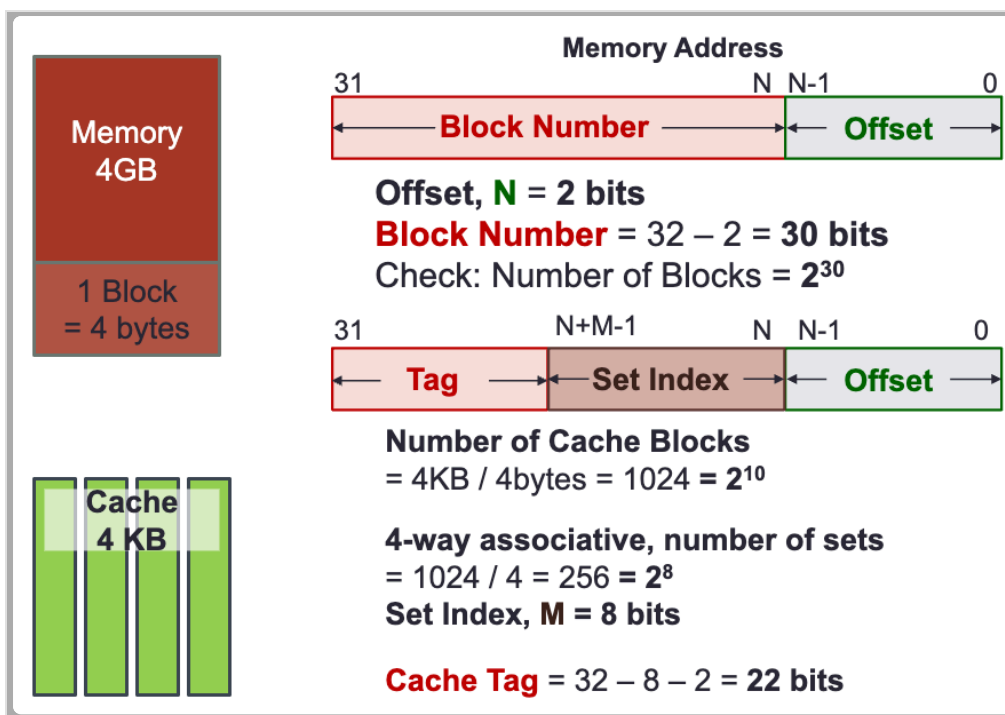 Memory
4GB
1 Block
= 4 bytes
Cache
4 KB
Memory Address
31 N N-1 0
Block Number Offset
Offset, N = 2 bits
Block Number = 32 – 2 = 30 bits
Check: Number of Blocks = 2³⁰
31 N+M-1 N N-1 0
Tag Set Index Offset
Number of Cache Blocks
= 4KB / 4bytes = 1024 = 2¹⁰
4-way associative, number of sets
= 1024 / 4 = 256 = 2⁸
Set Index, M = 8 bits
Cache Tag = 32 – 8 – 2 = 22 bits